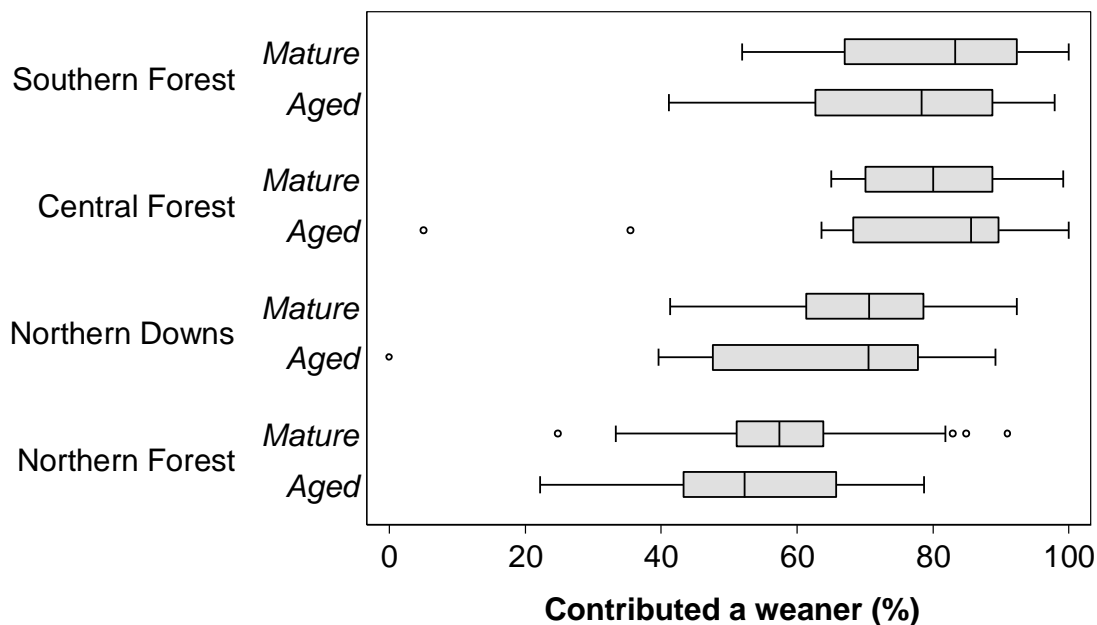 Southern Forest
Mature
Aged
Central Forest
Mature
Aged
Northern Downs
Mature
Aged
Northern Forest
Mature
Aged
0 20 40 60 80 100
Contributed a weaner (%)